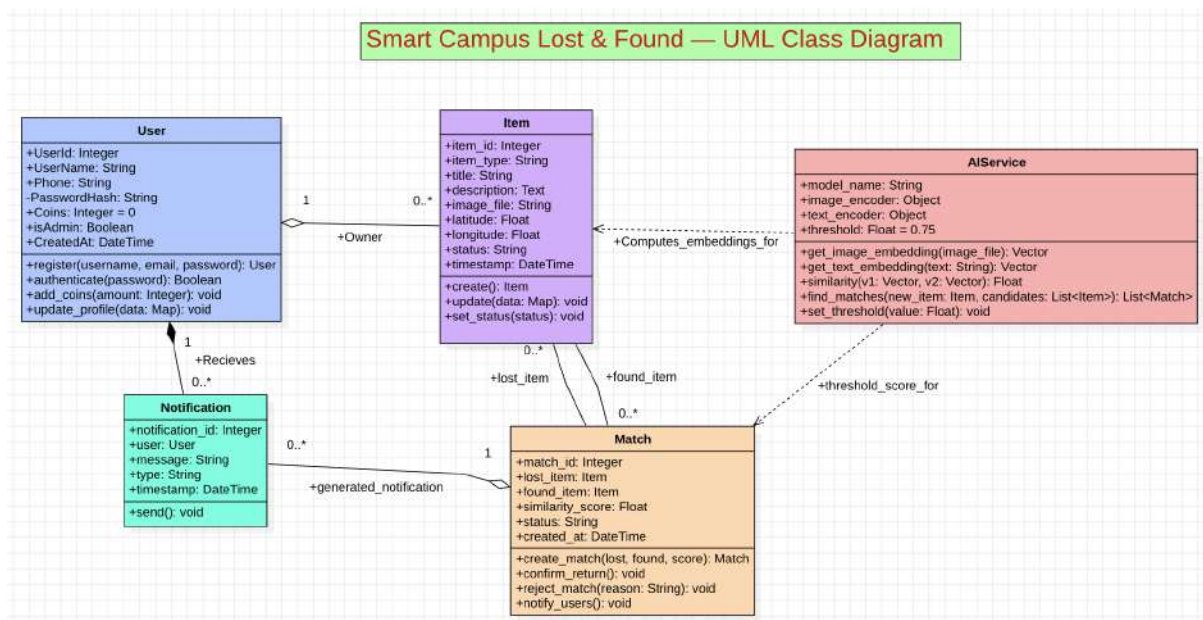 Smart Campus Lost & Found — UML Class Diagram
User
+UserId: Integer
+UserName: String
+Phone: String
-PasswordHash: String
+Coins: Integer = 0
+isAdmin: Boolean
+CreatedAt: DateTime
+register(username, email, password): User
+authenticate(password): Boolean
+add_coins(amount: Integer): void
+update_profile(data: Map): void
1
0..*
+Owner
Item
+item_id: Integer
+item_type: String
+title: String
+description: Text
+image_file: String
+latitude: Float
+longitude: Float
+status: String
+timestamp: DateTime
+create(): Item
+update(data: Map): void
+set_status(status): void
+Computes_embeddings_for
AIService
+model_name: String
+image_encoder: Object
+text_encoder: Object
+threshold: Float = 0.75
+get_image_embedding(image_file): Vector
+get_text_embedding(text: String): Vector
+similarity(v1: Vector, v2: Vector): Float
+find_matches(new_item: Item, candidates: List<Item>): List<Match>
+set_threshold(value: Float): void
1
+Recieves
0..*
0..*
+lost_item
+found_item
0..*
+threshold_score_for
Notification
+notification_id: Integer
+user: User
+message: String
+type: String
+timestamp: DateTime
+send(): void
0..*
1
+generated_notification
Match
+match_id: Integer
+lost_item: Item
+found_item: Item
+similarity_score: Float
+status: String
+created_at: DateTime
+create_match(lost, found, score): Match
+confirm_return(): void
+reject_match(reason: String): void
+notify_users(): void